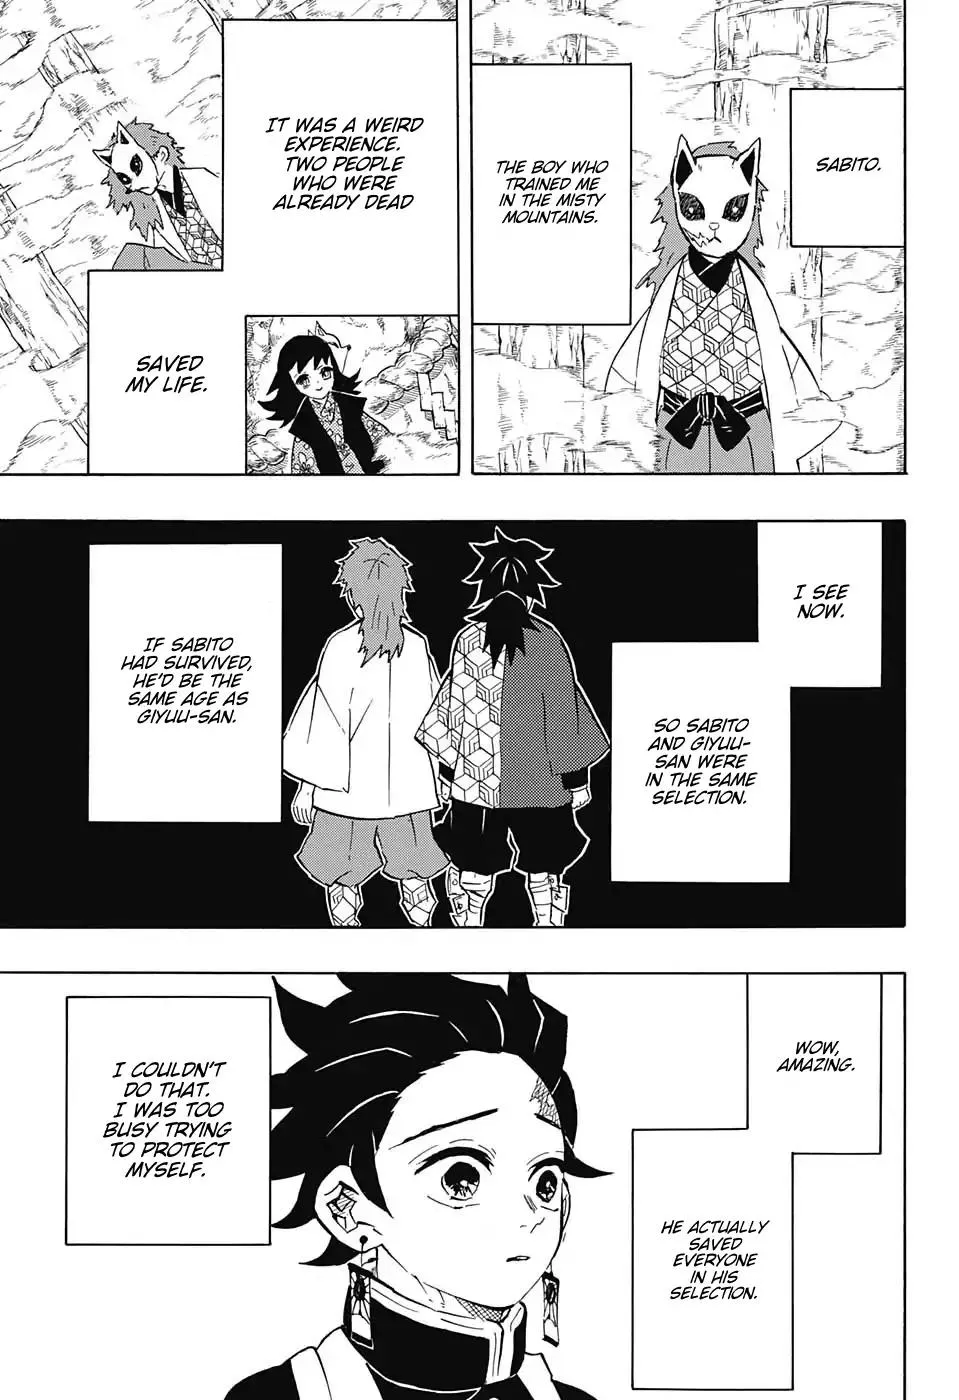 SABITO.
THE BOY WHO
TRAINED ME
IN THE MISTY
MOUNTAINS.
IT WAS A WEIRD
EXPERIENCE.
TWO PEOPLE
WHO WERE
ALREADY DEAD
SAVED
MY LIFE.
I SEE
NOW.
SO SABITO
AND GIYUU-
SAN WERE
IN THE SAME
SELECTION.
IF SABITO
HAD SURVIVED,
HE'D BE THE
SAME AGE AS
GIYUU-SAN.
WOW,
AMAZING.
HE ACTUALLY
SAVED
EVERYONE
IN HIS
SELECTION.
I COULDN'T
DO THAT.
I WAS TOO
BUSY TRYING
TO PROTECT
MYSELF.